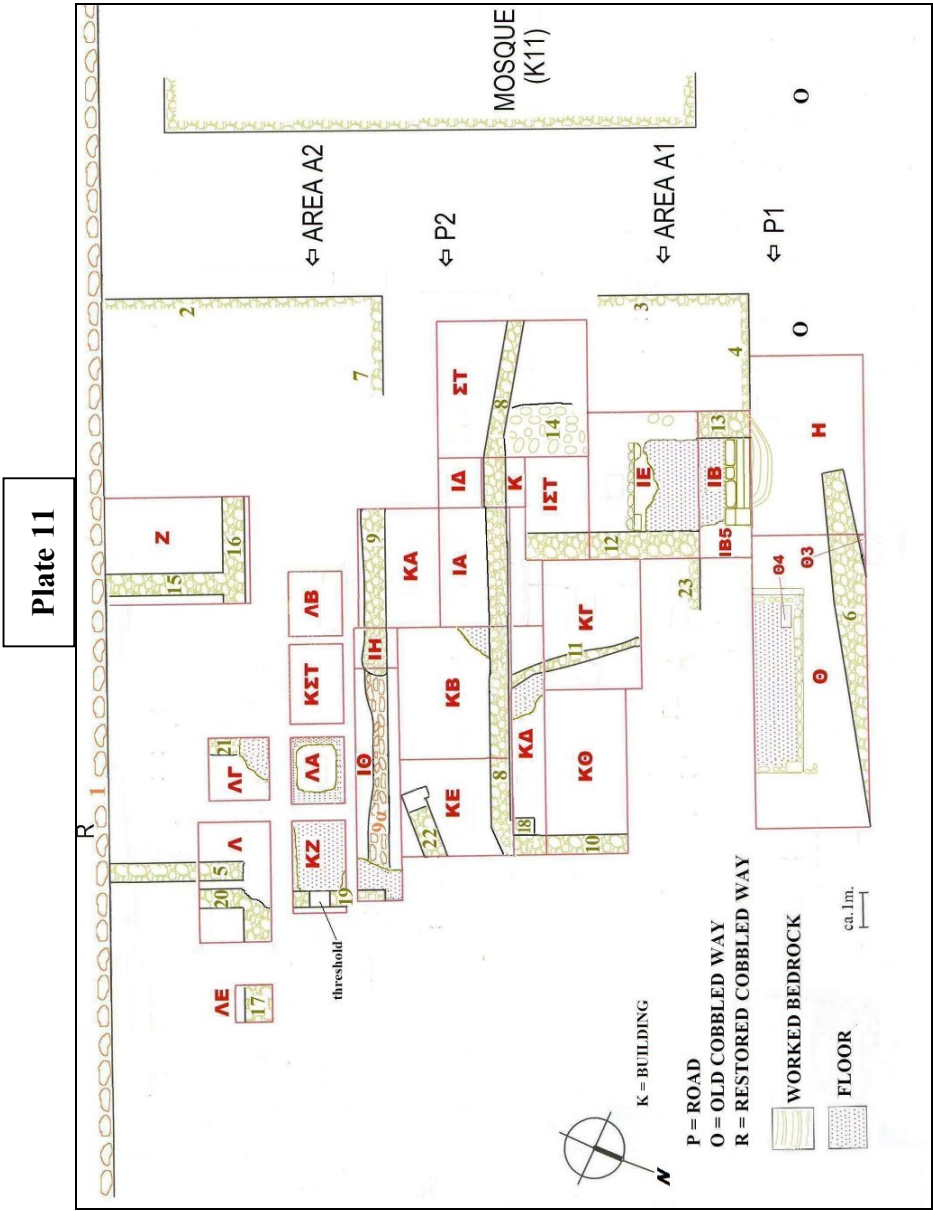 Plate 11
R
1
MOSQUE
(K11)
⇦ AREA A2
⇦ P2
⇦ AREA A1
⇦ P1
O
O
2
7
3
4
ΣΤ
8
14
ΙΔ
Κ
ΙΣΤ
ΙΕ
ΙΒ
13
Η
ΙΒ5
12
Ζ
16
15
9
ΚΑ
ΙΑ
ΛΒ
ΙΗ
ΚΣΤ
ΚΒ
ΚΓ
11
23
Θ4
Θ3
6
Θ
21
ΛΓ
ΛΑ
ΙΘ
9α
ΚΕ
22
8
ΚΔ
ΚΘ
18
10
Λ
5
20
ΚΖ
19
threshold
ΛΕ
17
N
K = BUILDING
P = ROAD
O = OLD COBBLED WAY
R = RESTORED COBBLED WAY
WORKED BEDROCK
FLOOR
ca.1m.